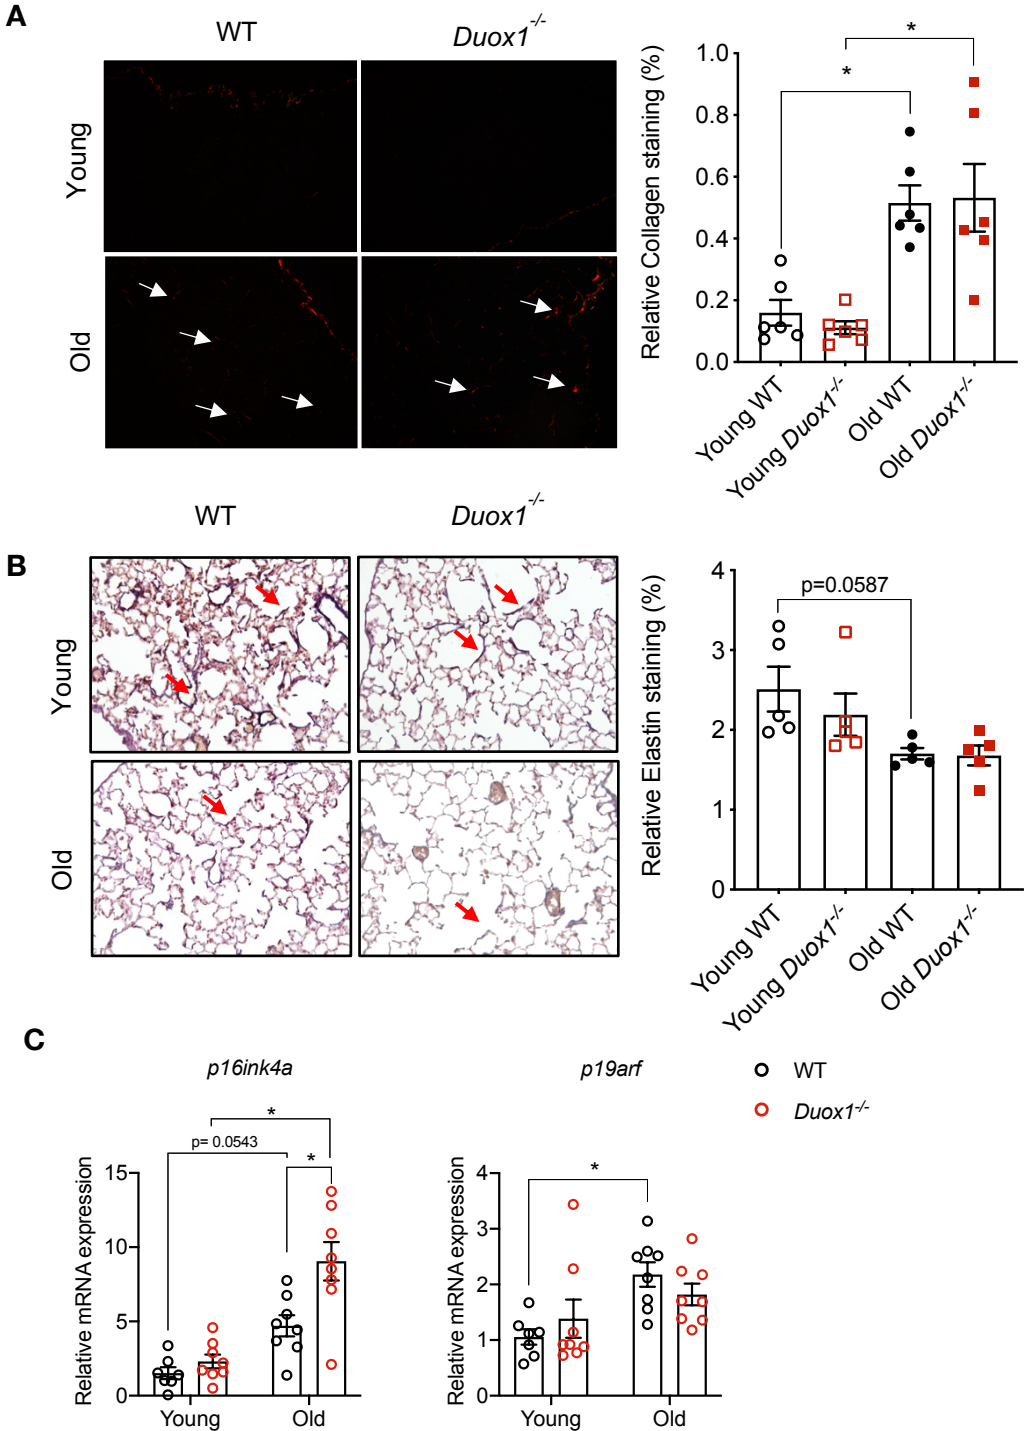 A
WT
Duox1-/-
Young
Old
Relative Collagen staining (%)
1.0
0.8
0.6
0.4
0.2
0.0
*
*
Young WT
Young Duox1-/-
Old WT
Old Duox1-/-
B
WT
Duox1-/-
Young
Old
Relative Elastin staining (%)
4
3
2
1
0
p=0.0587
Young WT
Young Duox1-/-
Old WT
Old Duox1-/-
C
p16ink4a
Relative mRNA expression
15
10
5
0
*
p= 0.0543
*
Young
Old
p19arf
Relative mRNA expression
4
3
2
1
0
*
Young
Old
WT
Duox1-/-